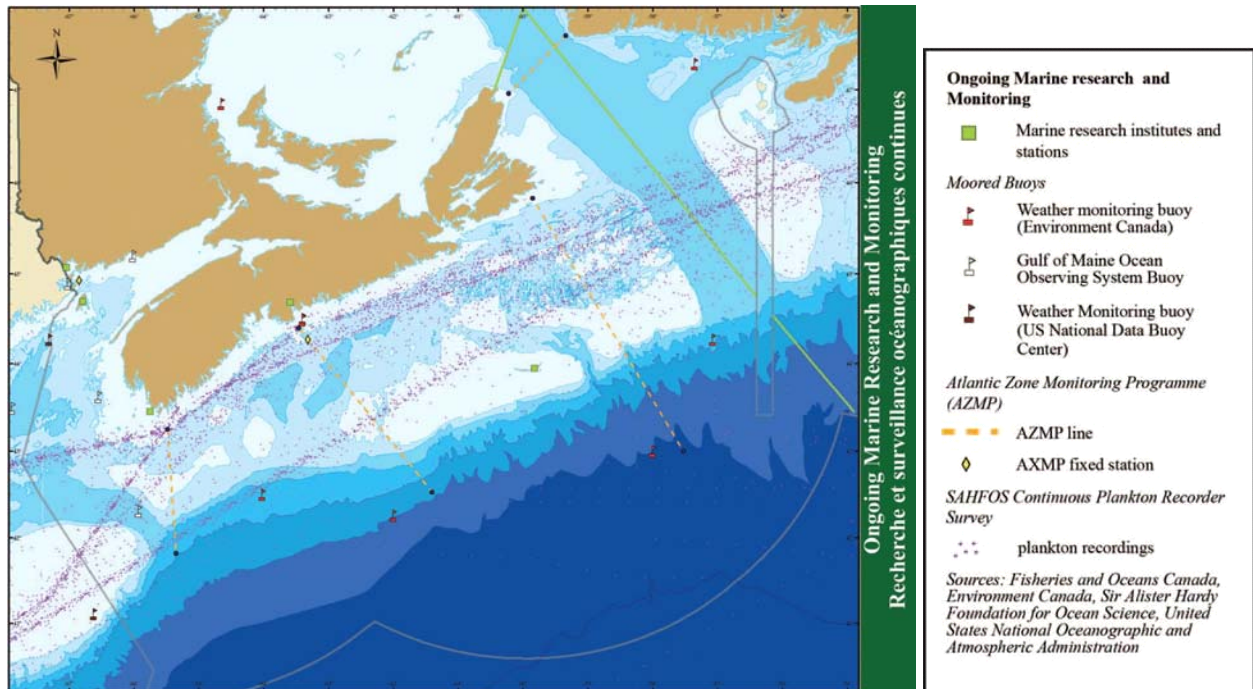 N
Ongoing Marine Research and Monitoring
Recherche et surveillance océanographiques continues
Ongoing Marine research and
Monitoring
Marine research institutes and
stations
Moored Buoys
Weather monitoring buoy
(Environment Canada)
Gulf of Maine Ocean
Observing System Buoy
Weather Monitoring buoy
(US National Data Buoy
Center)
Atlantic Zone Monitoring Programme
(AZMP)
AZMP line
AXMP fixed station
SAHFOS Continuous Plankton Recorder
Survey
plankton recordings
Sources: Fisheries and Oceans Canada,
Environment Canada, Sir Alister Hardy
Foundation for Ocean Science, United
States National Oceanographic and
Atmospheric Administration